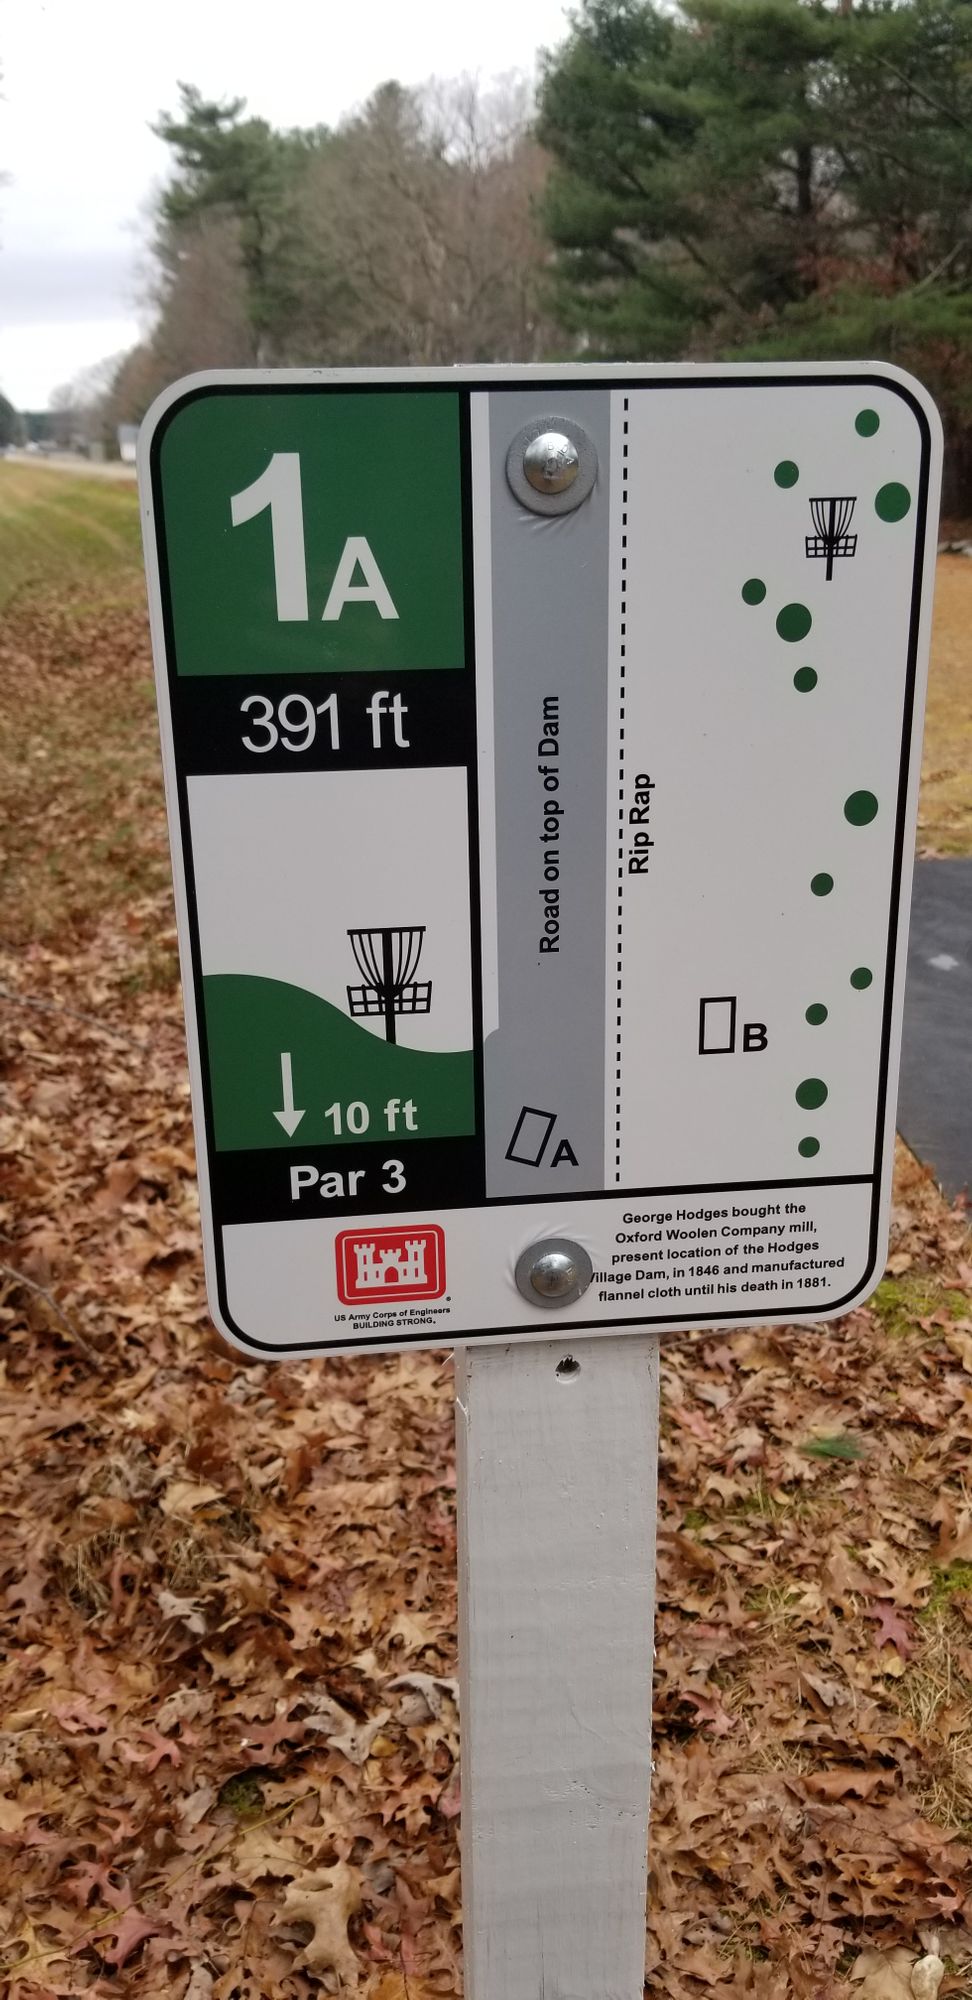 1A
391 ft
10 ft
Par 3
Road on top of Dam
Rip Rap
B
A
US Army Corps of Engineers
BUILDING STRONG®
George Hodges bought the
Oxford Woolen Company mill,
present location of the Hodges
Village Dam, in 1846 and manufactured
flannel cloth until his death in 1881.